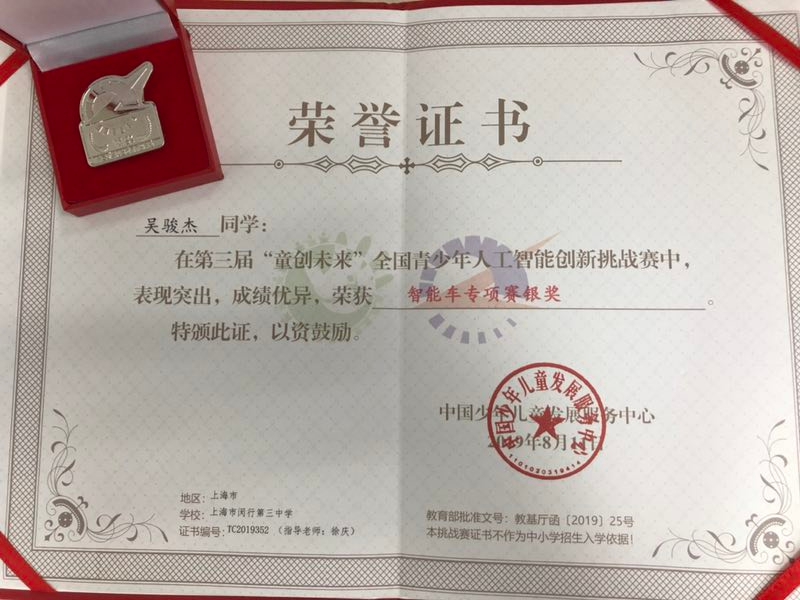 荣誉证书
吴骏杰 同学：
在第三届“童创未来”全国青少年人工智能创新挑战赛中，
表现突出，成绩优异，荣获 智能车专项赛银奖 。
特颁此证，以资鼓励。
中国少年儿童发展服务中心
2019年8月
中国少年儿童发展服务中心
1101020319414
地区：上海市
学校：上海市闵行第三中学
证书编号：TC2019352 （指导老师：徐庆）
教育部批准文号：教基厅函〔2019〕25号
本挑战赛证书不作为中小学招生入学依据！